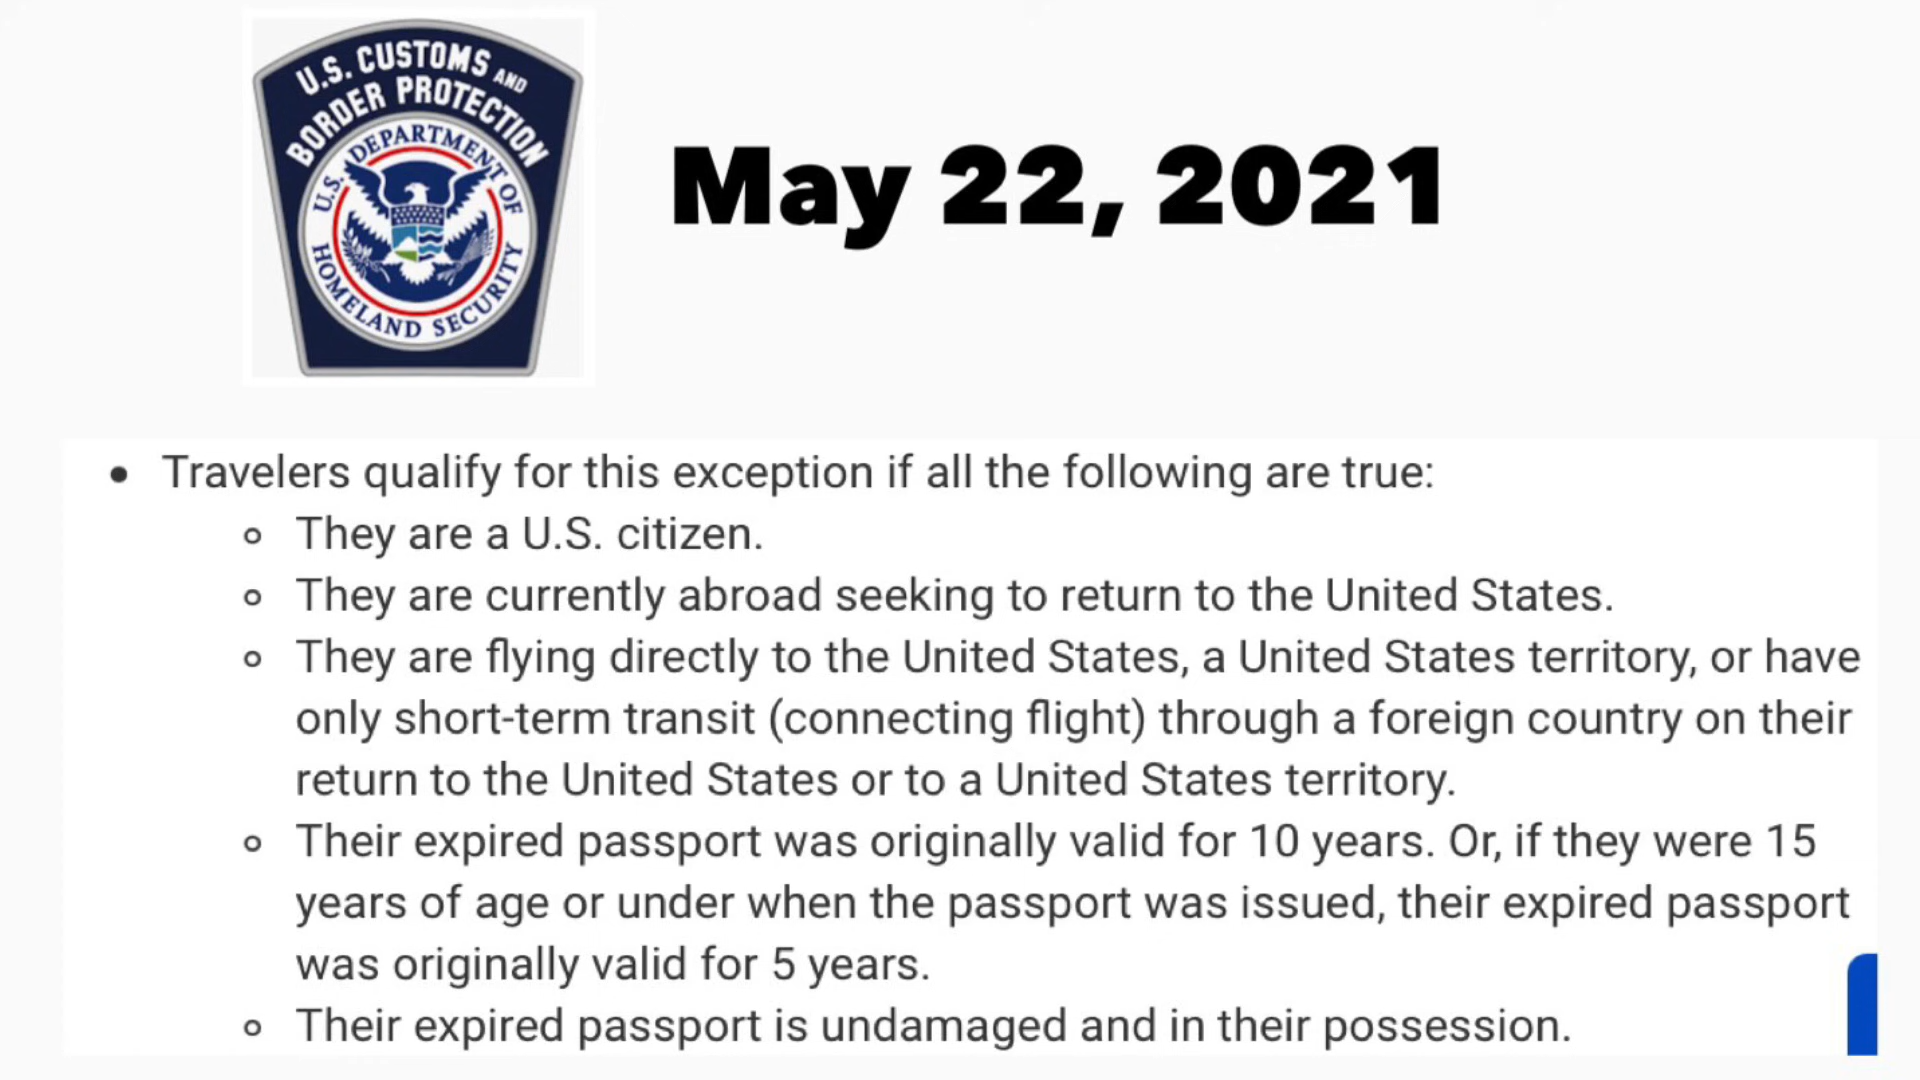 U.S. CUSTOMS AND
BORDER PROTECTION
U.S. DEPARTMENT OF
HOMELAND SECURITY
May 22, 2021
• Travelers qualify for this exception if all the following are true:
○ They are a U.S. citizen.
○ They are currently abroad seeking to return to the United States.
○ They are flying directly to the United States, a United States territory, or have
only short-term transit (connecting flight) through a foreign country on their
return to the United States or to a United States territory.
○ Their expired passport was originally valid for 10 years. Or, if they were 15
years of age or under when the passport was issued, their expired passport
was originally valid for 5 years.
○ Their expired passport is undamaged and in their possession.